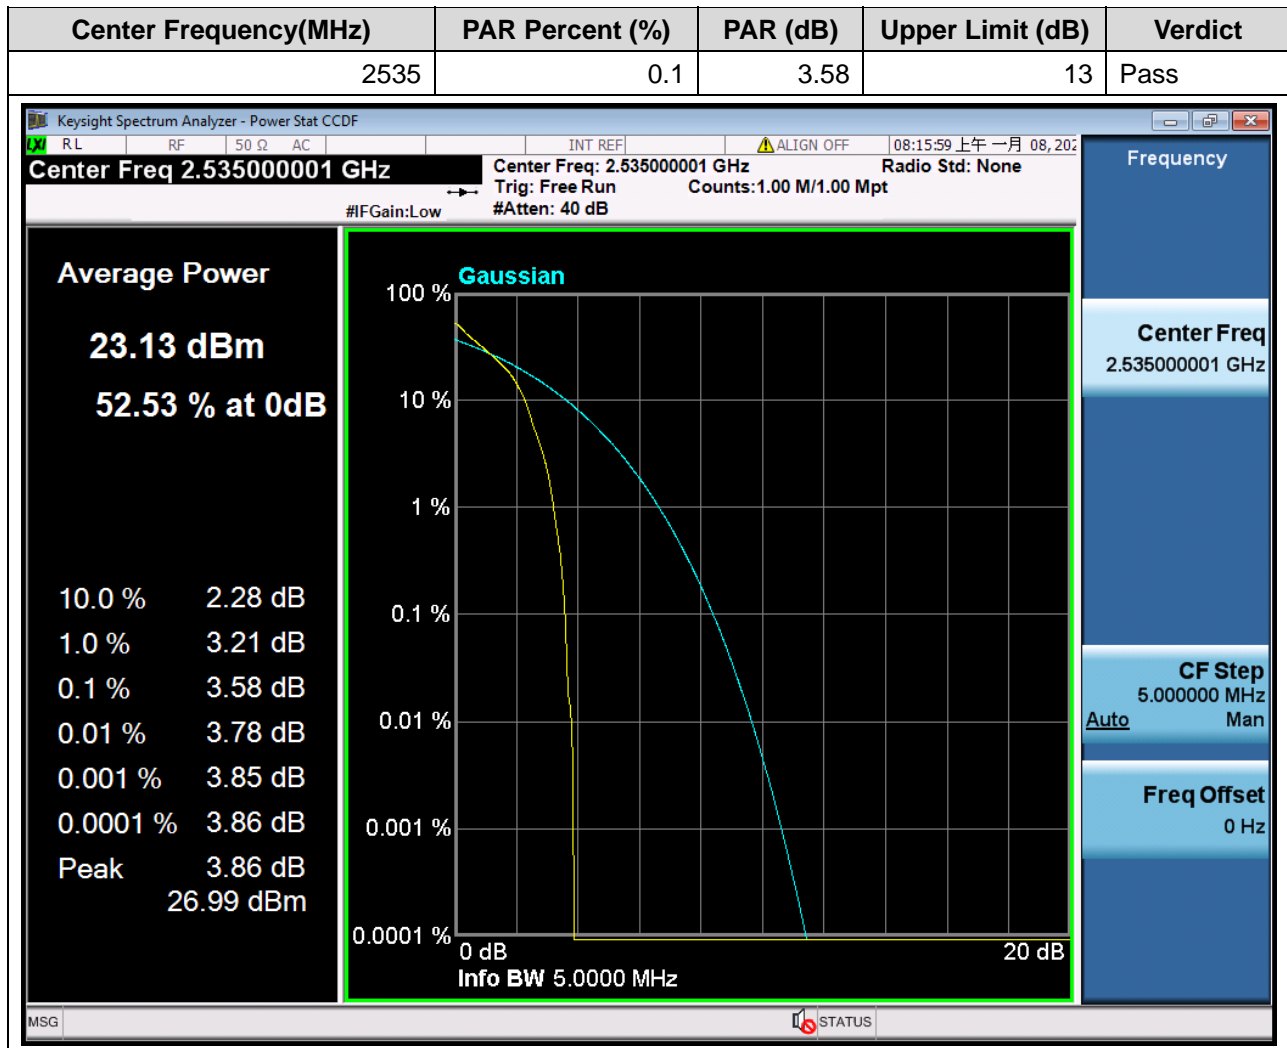 Center Frequency(MHz) PAR Percent (%) PAR (dB) Upper Limit (dB) Verdict
2535 0.1 3.58 13 Pass
Keysight Spectrum Analyzer - Power Stat CCDF
LXI RL RF 50 Ω AC INT REF ALIGN OFF 08:15:59 上午 一月 08, 202
Center Freq 2.535000001 GHz
Center Freq: 2.535000001 GHz Radio Std: None
Trig: Free Run Counts:1.00 M/1.00 Mpt
#IFGain:Low #Atten: 40 dB
Average Power
23.13 dBm
52.53 % at 0dB
10.0 % 2.28 dB
1.0 % 3.21 dB
0.1 % 3.58 dB
0.01 % 3.78 dB
0.001 % 3.85 dB
0.0001 % 3.86 dB
Peak 3.86 dB
26.99 dBm
Gaussian
100 %
10 %
1 %
0.1 %
0.01 %
0.001 %
0.0001 %
0 dB 20 dB
Info BW 5.0000 MHz
Frequency
Center Freq
2.535000001 GHz
CF Step
5.000000 MHz
Auto Man
Freq Offset
0 Hz
MSG STATUS